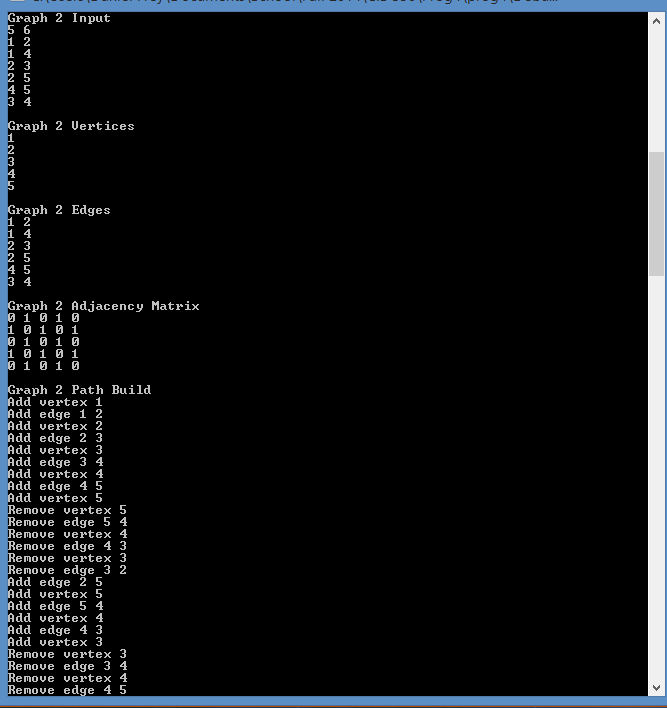 Graph 2 Input
5 6
1 2
1 4
2 3
2 5
4 5
3 4
Graph 2 Vertices
1
2
3
4
5
Graph 2 Edges
1 2
1 4
2 3
2 5
4 5
3 4
Graph 2 Adjacency Matrix
0 1 0 1 0
1 0 1 0 1
0 1 0 1 0
1 0 1 0 1
0 1 0 1 0
Graph 2 Path Build
Add vertex 1
Add edge 1 2
Add vertex 2
Add edge 2 3
Add vertex 3
Add edge 3 4
Add vertex 4
Add edge 4 5
Add vertex 5
Remove vertex 5
Remove edge 5 4
Remove vertex 4
Remove edge 4 3
Remove vertex 3
Remove edge 3 2
Add edge 2 5
Add vertex 5
Add edge 5 4
Add vertex 4
Add edge 4 3
Add vertex 3
Remove vertex 3
Remove edge 3 4
Remove vertex 4
Remove edge 4 5